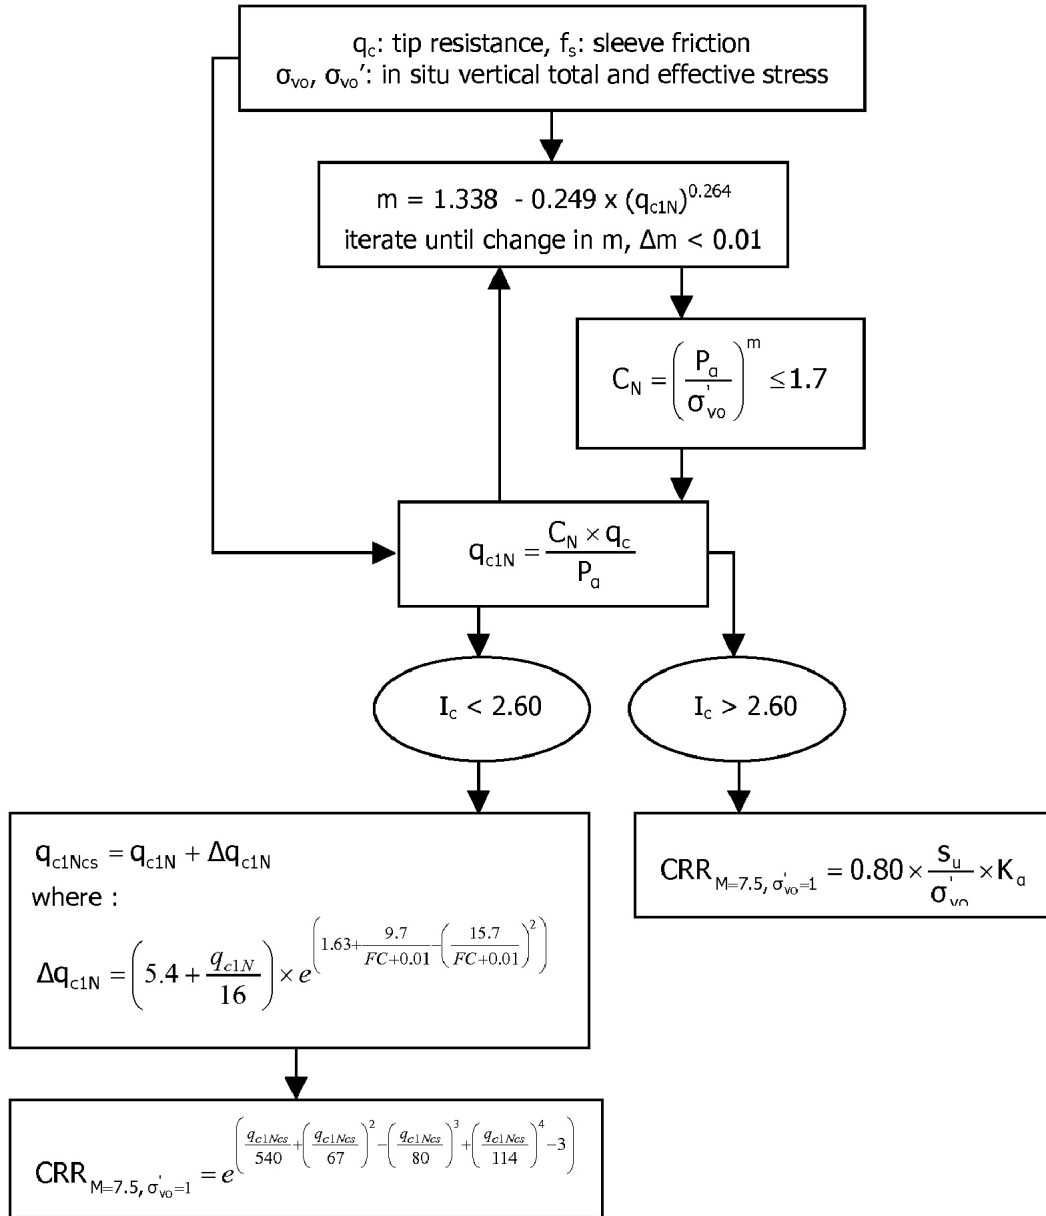 q_c: tip resistance, f_s: sleeve friction
σ_vo, σ_vo′: in situ vertical total and effective stress
m = 1.338 - 0.249 x (q_c1N)^0.264
iterate until change in m, Δm < 0.01
C_N = (P_a / σ'_vo)^m ≤ 1.7
q_c1N = (C_N × q_c) / P_a
I_c < 2.60
I_c > 2.60
q_c1Ncs = q_c1N + Δq_c1N
where :
Δq_c1N = (5.4 + q_c1N / 16) × e^(1.63 + 9.7 / (FC+0.01) − (15.7 / (FC+0.01))^2)
CRR_M=7.5, σ'_vo=1 = 0.80 × s_u / σ'_vo × K_α
CRR_M=7.5, σ'_vo=1 = e^(q_c1Ncs / 540 + (q_c1Ncs / 67)^2 − (q_c1Ncs / 80)^3 + (q_c1Ncs / 114)^4 − 3)